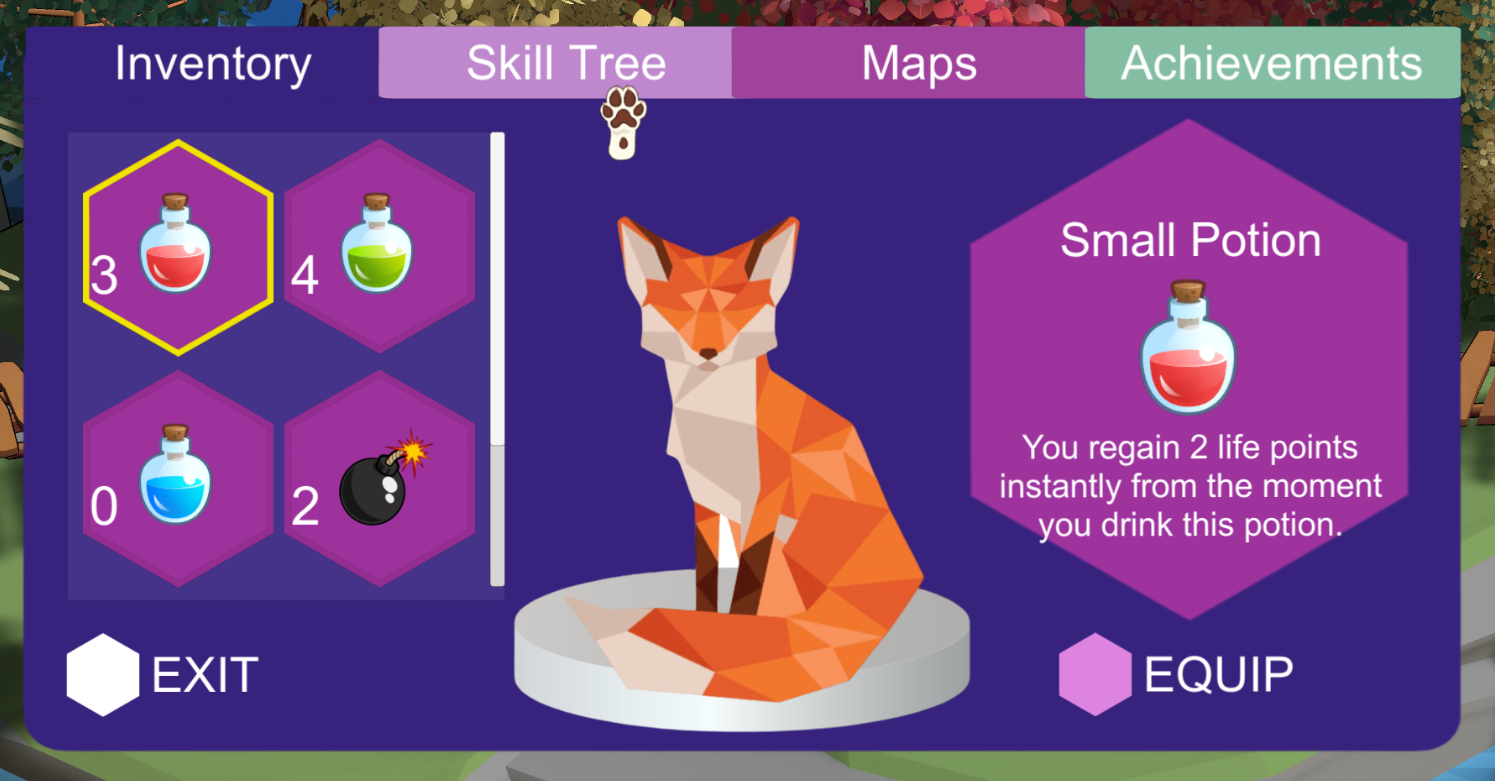 Inventory
Skill Tree
Maps
Achievements
3
4
0
2
Small Potion
You regain 2 life points
instantly from the moment
you drink this potion.
EXIT
EQUIP